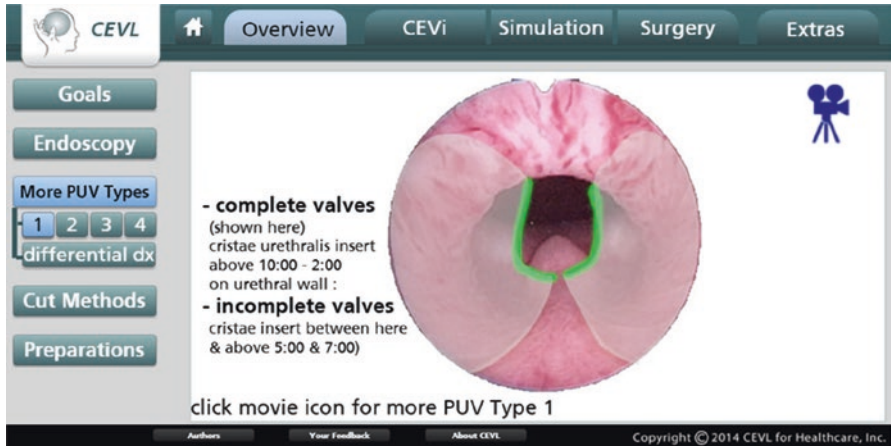 CEVL
Overview
CEVi
Simulation
Surgery
Extras
Goals
Endoscopy
More PUV Types
1 2 3 4
differential dx
Cut Methods
Preparations
- complete valves
(shown here)
cristae urethralis insert
above 10:00 - 2:00
on urethral wall :
- incomplete valves
cristae insert between here
& above 5:00 & 7:00)
click movie icon for more PUV Type 1
Authors
Your Feedback
About CEVL
Copyright © 2014 CEVL for Healthcare, Inc.